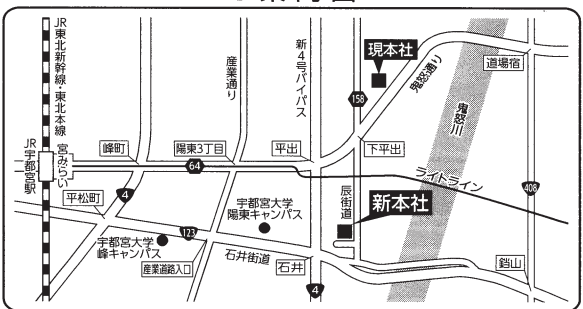 JR東北新幹線・東北本線
産業通り
新4号バイパス
現本社
158
鬼怒通り
道場宿
鬼怒川
JR宇都宮駅
宮みらい
峰町
陽東3丁目
64
平出
下平出
ライトライン
408
平松町
4
宇都宮大学
陽東キャンパス
辰街道
新本社
123
宇都宮大学
峰キャンパス
石井街道
産業道路入口
石井
4
鐺山